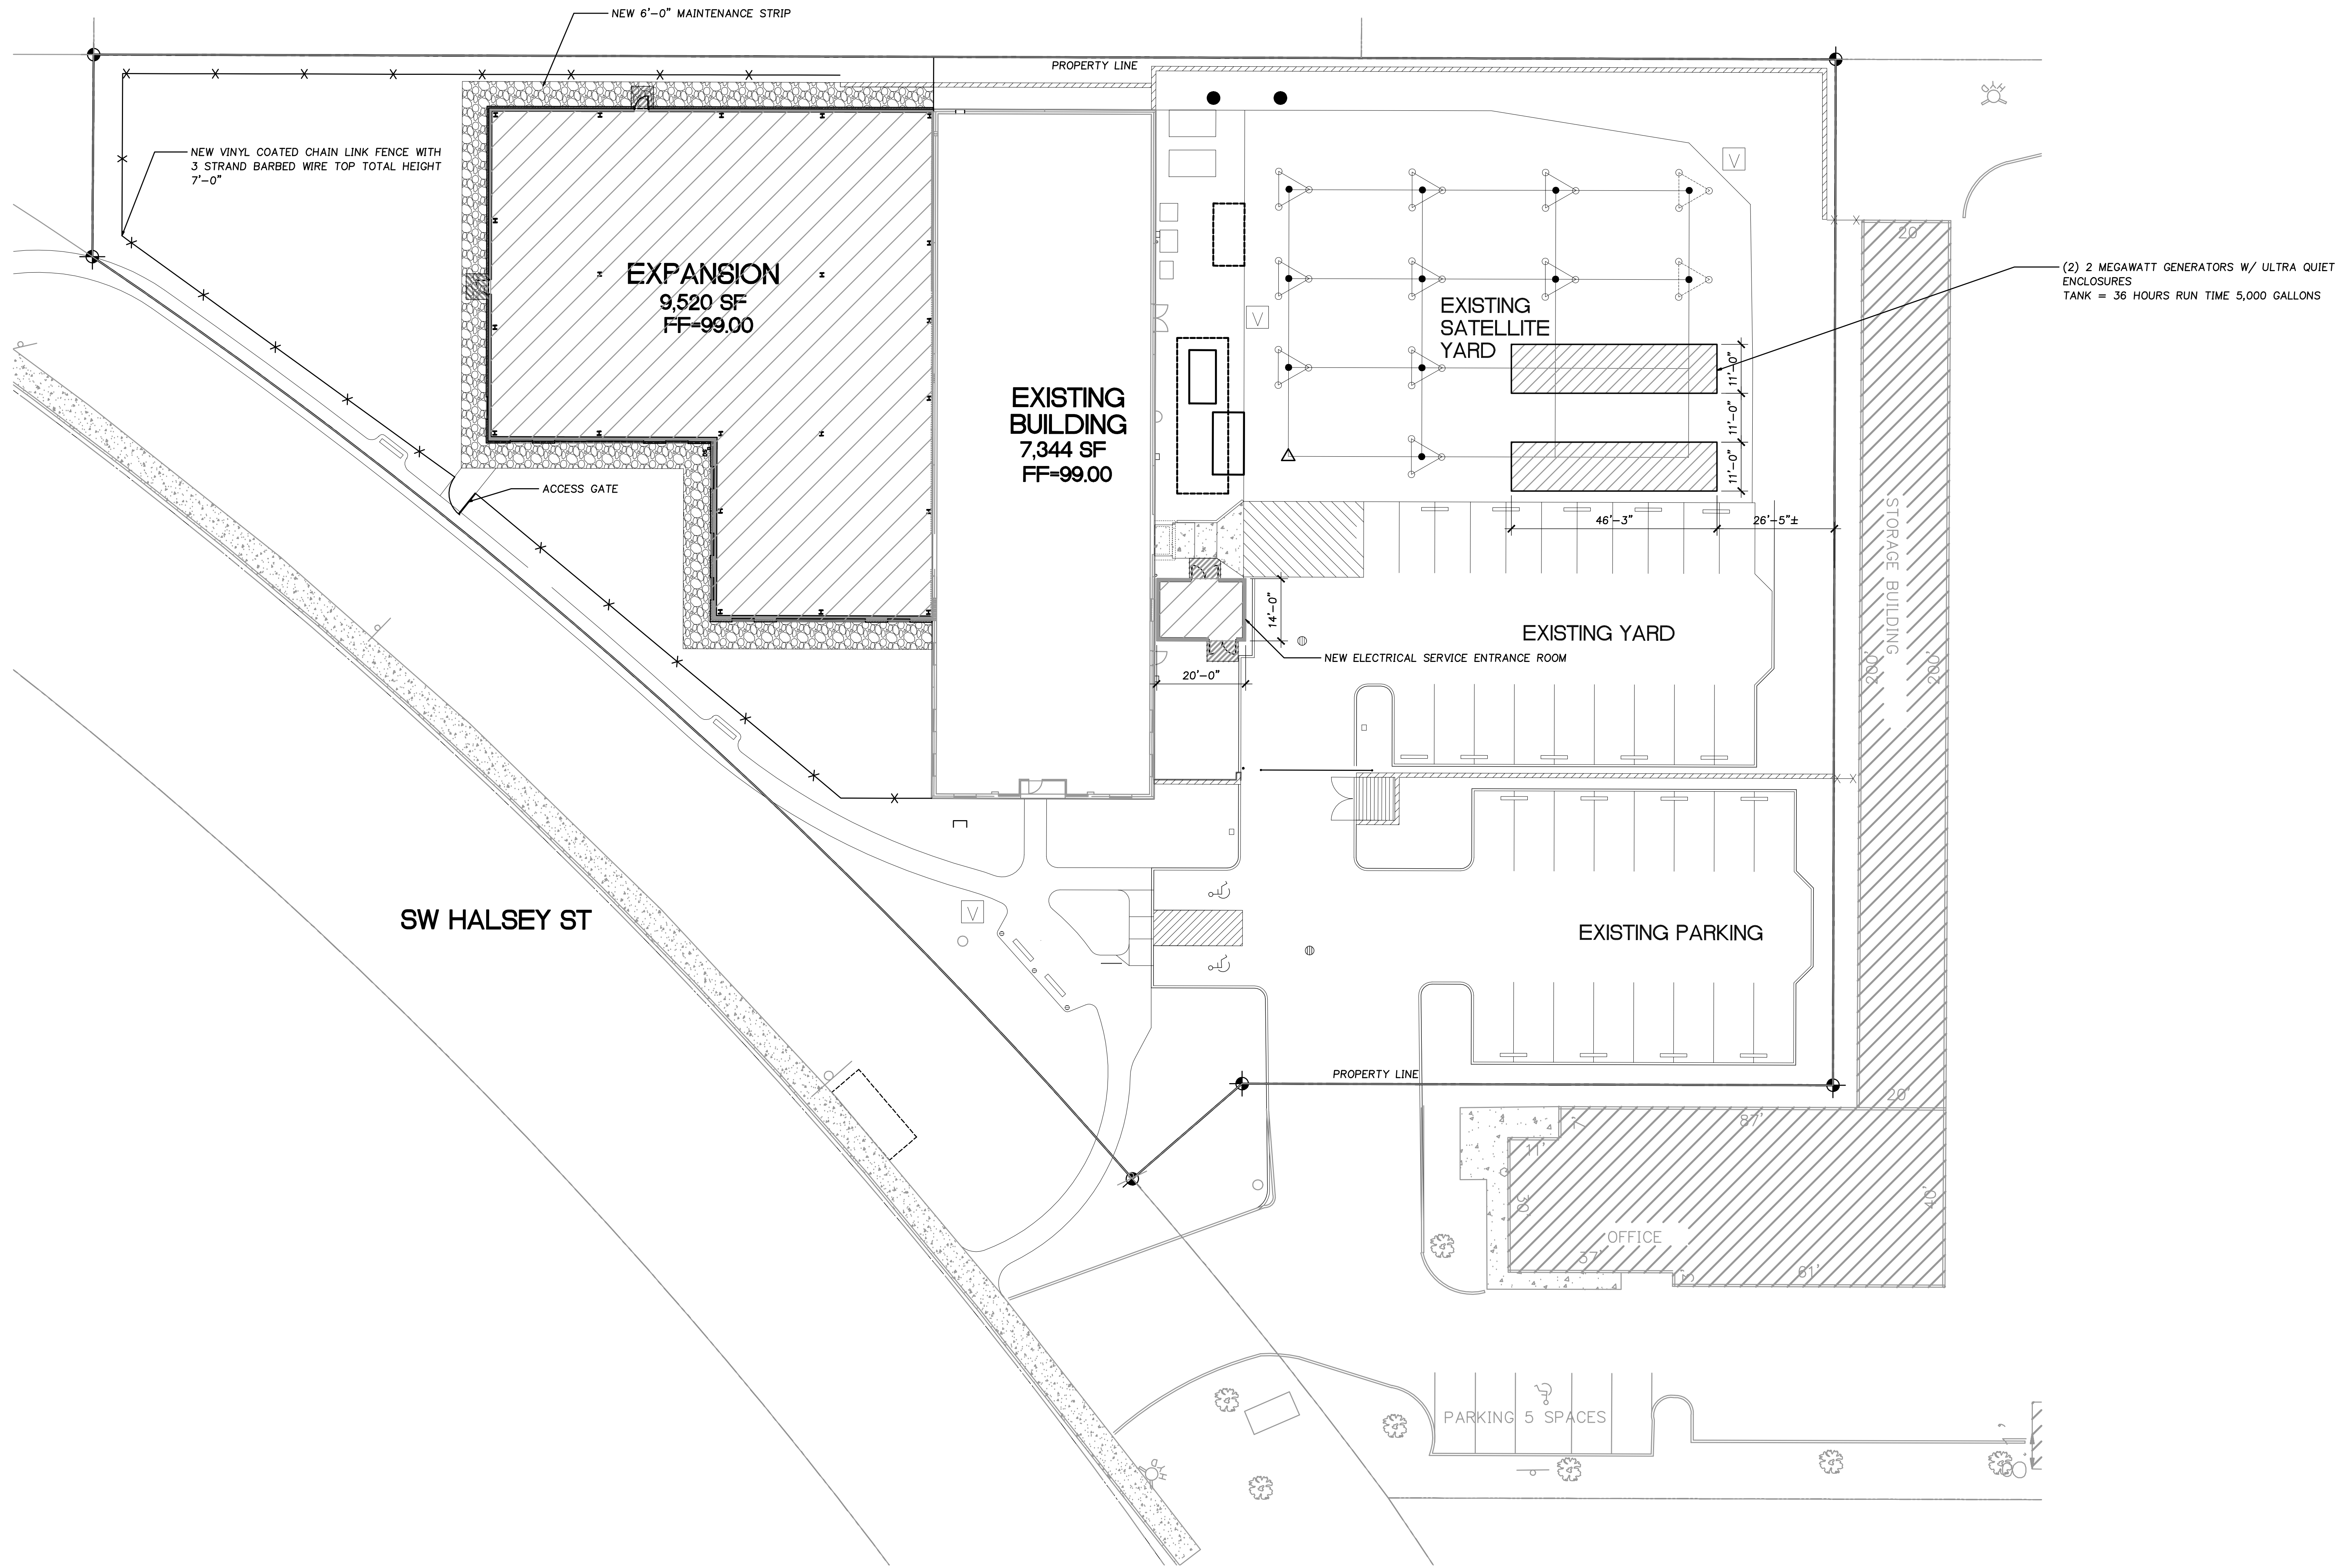 NEW 6'-0" MAINTENANCE STRIP
PROPERTY LINE
NEW VINYL COATED CHAIN LINK FENCE WITH
3 STRAND BARBED WIRE TOP TOTAL HEIGHT
7'-0"
V
20'
EXPANSION
9,520 SF
FF=99.00
(2) 2 MEGAWATT GENERATORS W/ ULTRA QUIET
ENCLOSURES
TANK = 36 HOURS RUN TIME 5,000 GALLONS
V
EXISTING
SATELLITE
YARD
11'-0"
11'-0"
11'-0"
EXISTING
BUILDING
7,344 SF
FF=99.00
ACCESS GATE
46'-3"
26'-5"±
STORAGE BUILDING
200'
200'
14'-0"
EXISTING YARD
NEW ELECTRICAL SERVICE ENTRANCE ROOM
20'-0"
SW HALSEY ST
V
EXISTING PARKING
PROPERTY LINE
20'
87'
7'
11'
30'
40'
OFFICE
37'
61'
PARKING 5 SPACES
HYD
HYD